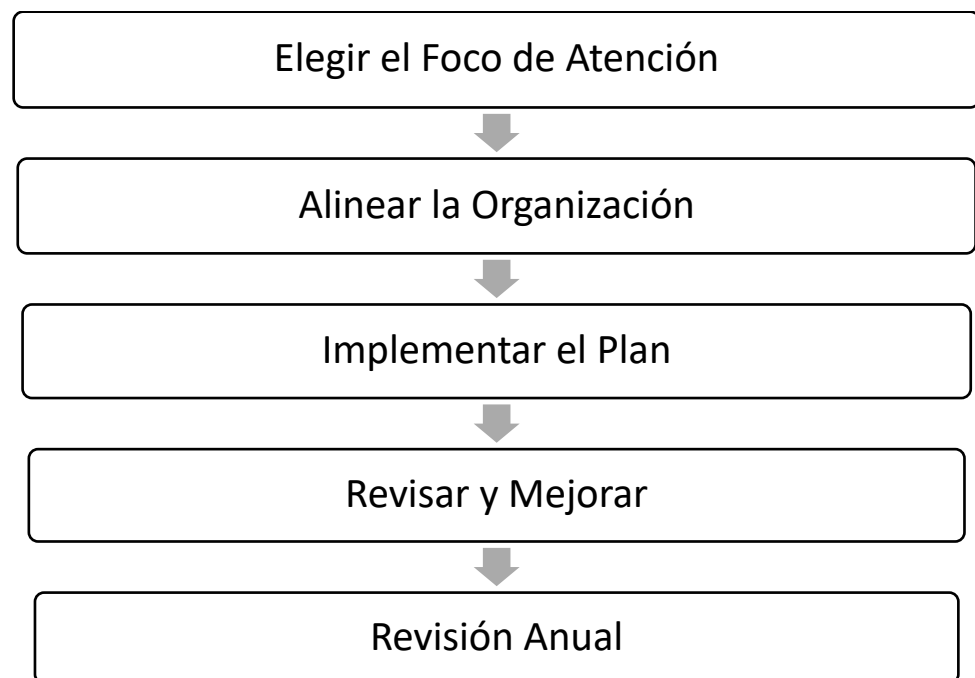 Elegir el Foco de Atención
Alinear la Organización
Implementar el Plan
Revisar y Mejorar
Revisión Anual